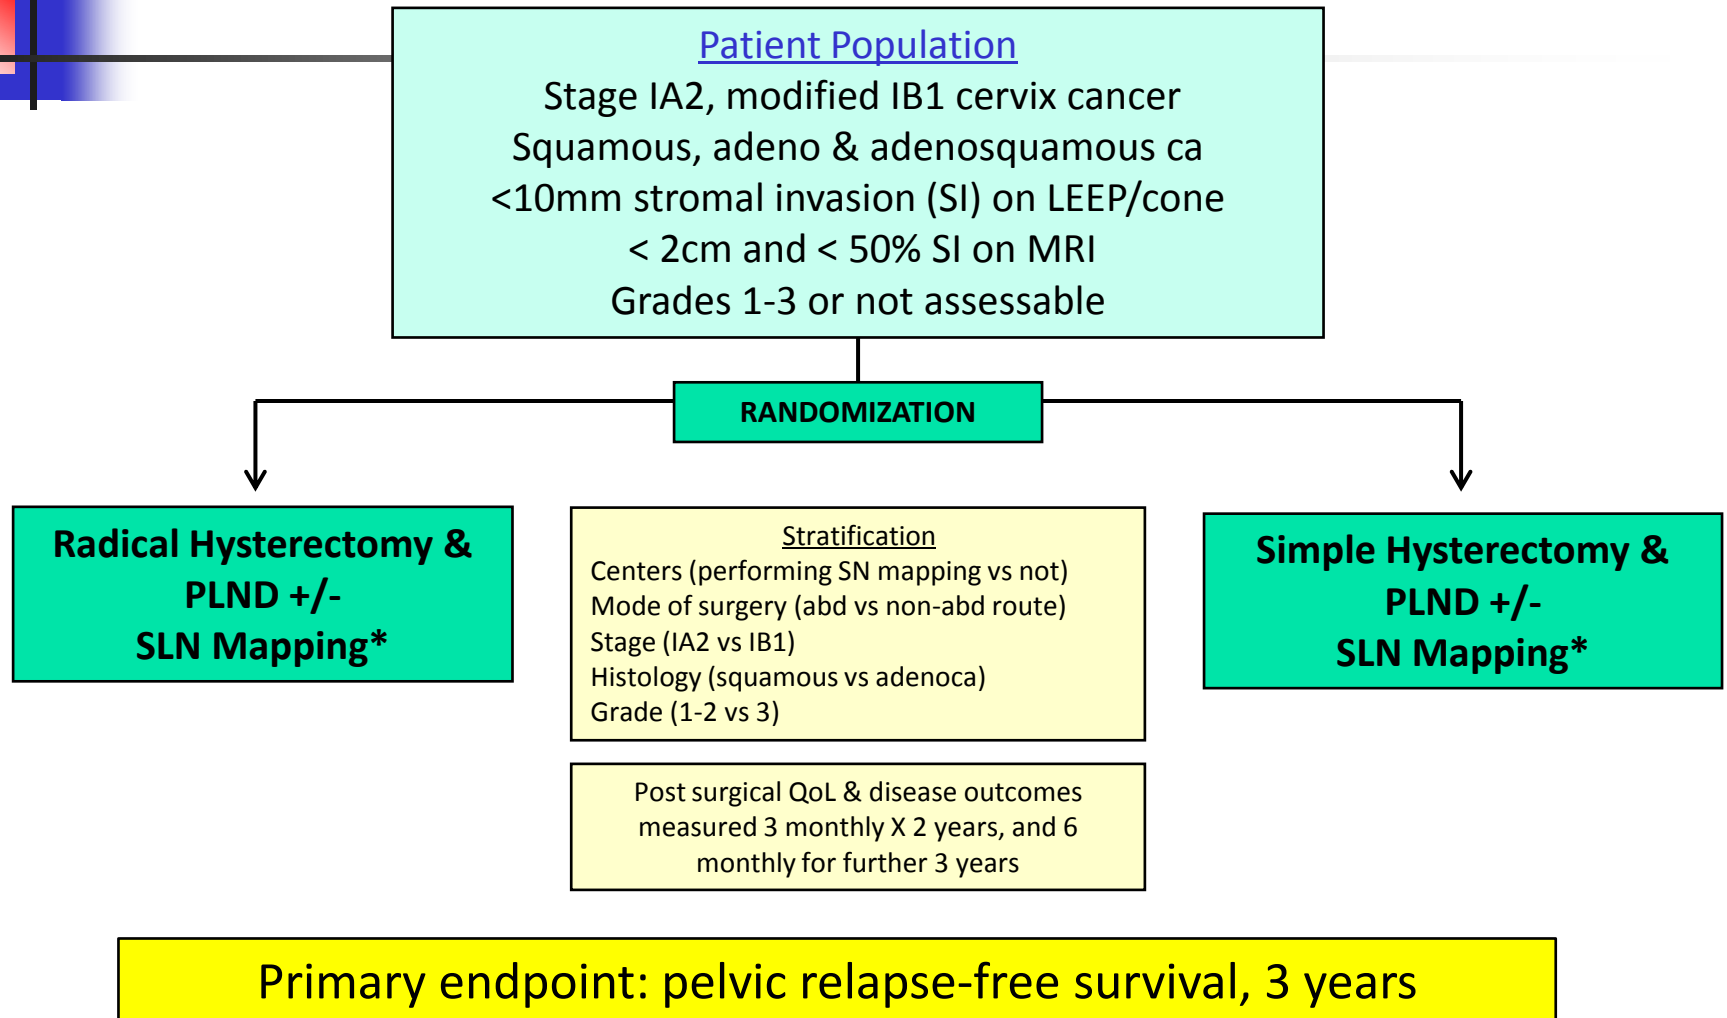 Patient Population
Stage IA2, modified IB1 cervix cancer
Squamous, adeno & adenosquamous ca
<10mm stromal invasion (SI) on LEEP/cone
< 2cm and < 50% SI on MRI
Grades 1-3 or not assessable
RANDOMIZATION
Radical Hysterectomy &
PLND +/-
SLN Mapping*
Stratification
Centers (performing SN mapping vs not)
Mode of surgery (abd vs non-abd route)
Stage (IA2 vs IB1)
Histology (squamous vs adenoca)
Grade (1-2 vs 3)
Simple Hysterectomy &
PLND +/-
SLN Mapping*
Post surgical QoL & disease outcomes
measured 3 monthly X 2 years, and 6
monthly for further 3 years
Primary endpoint: pelvic relapse-free survival, 3 years